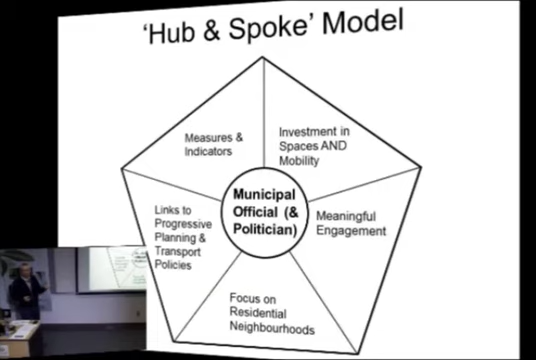 'Hub & Spoke' Model
Measures &
Indicators
Investment in
Spaces AND
Mobility
Municipal
Official (&
Politician)
Links to
Progressive
Planning &
Transport
Policies
Meaningful
Engagement
Focus on
Residential
Neighbourhoods